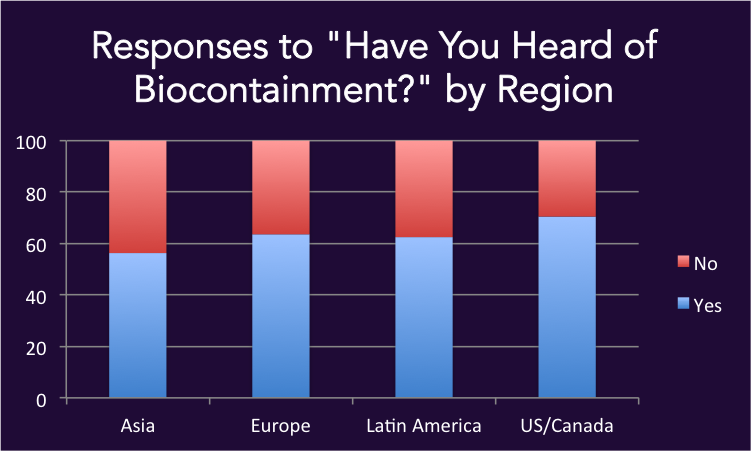 Responses to "Have You Heard of
Biocontainment?" by Region
100
80
60
40
20
0
Asia
Europe
Latin America
US/Canada
No
Yes